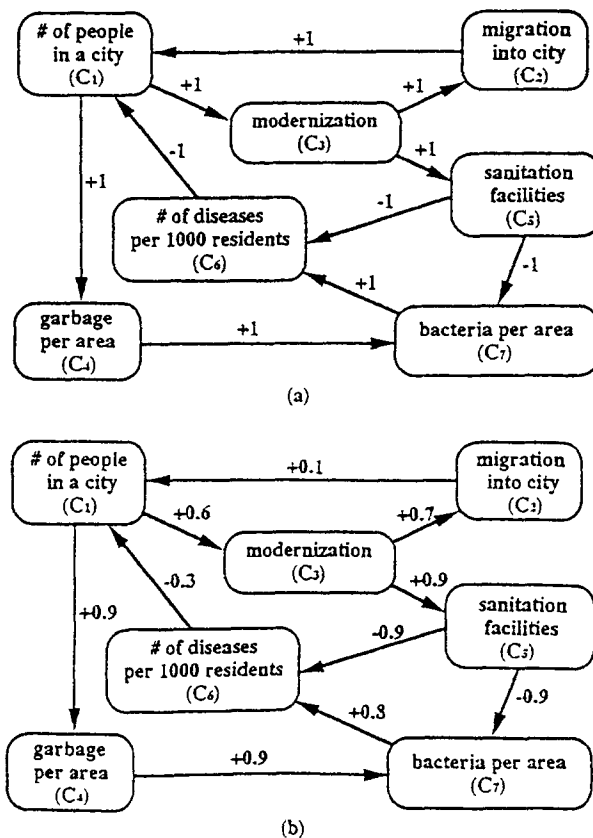 # of people
in a city
(C1)
+1
migration
into city
(C2)
+1
modernization
(C3)
+1
+1
-1
+1
sanitation
facilities
(C5)
# of diseases
per 1000 residents
(C6)
-1
-1
+1
garbage
per area
(C4)
+1
bacteria per area
(C7)
(a)
# of people
in a city
(C1)
+0.1
migration
into city
(C2)
+0.6
modernization
(C3)
+0.7
+0.9
-0.3
+0.9
sanitation
facilities
(C5)
# of diseases
per 1000 residents
(C6)
-0.9
-0.9
+0.8
garbage
per area
(C4)
+0.9
bacteria per area
(C7)
(b)